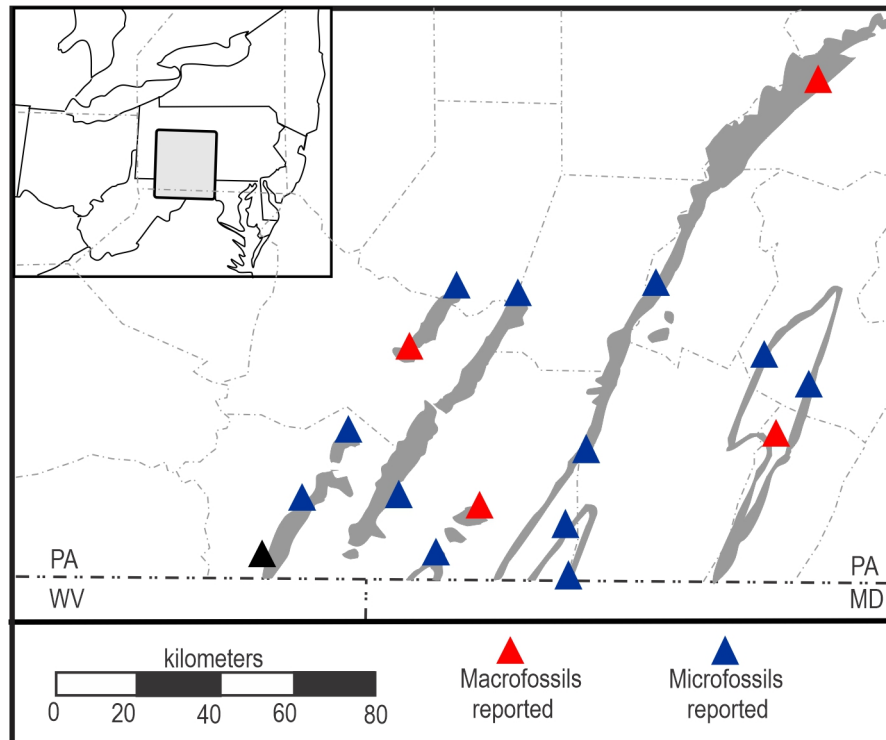 PA
PA
WV
MD
kilometers
0
20
40
60
80
Macrofossils
reported
Microfossils
reported